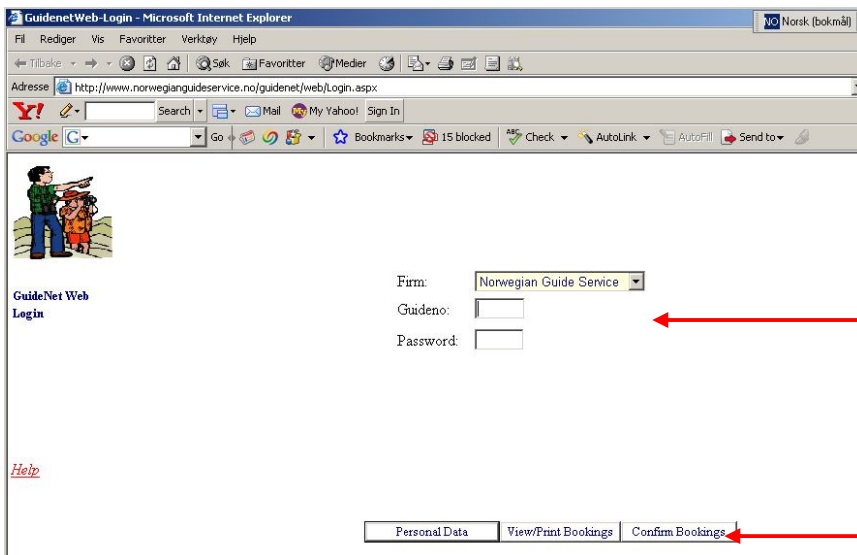 GuidenetWeb-Login - Microsoft Internet Explorer
NO Norsk (bokmål)
Fil Rediger Vis Favoritter Verktøy Hjelp
Tilbake Søk Favoritter Medier
Adresse http://www.norwegianguideservice.no/guidenet/web/Login.aspx
Y! Search Mail My Yahoo! Sign In
Google G Go Bookmarks 15 blocked ABC Check AutoLink AutoFill Send to
GuideNet Web
Login
Firm: Norwegian Guide Service
Guideno:
Password:
Help
Personal Data View/Print Bookings Confirm Bookings